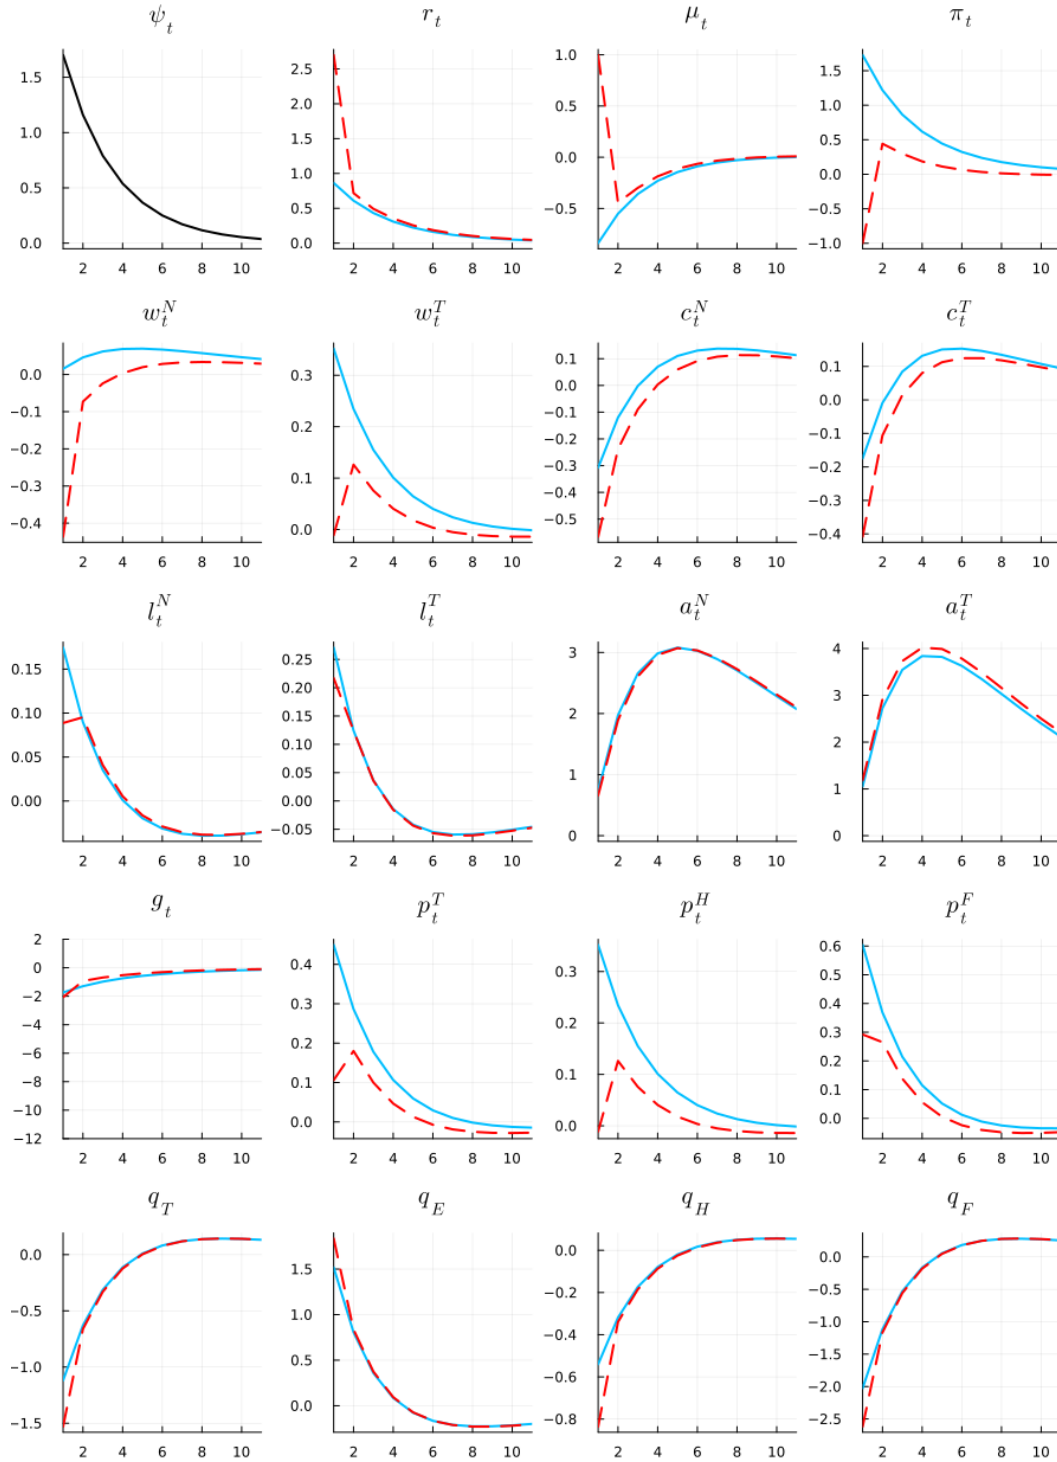 ψ_t r_t μ_t π_t
1.5 1.0 0.5 0.0
2.5 2.0 1.5 1.0 0.5 0.0
1.0 0.5 0.0 −0.5
1.5 1.0 0.5 0.0 −0.5 −1.0
2 4 6 8 10 2 4 6 8 10 2 4 6 8 10 2 4 6 8 10
w_t^N w_t^T c_t^N c_t^T
0.0 −0.1 −0.2 −0.3 −0.4
0.3 0.2 0.1 0.0
0.1 0.0 −0.1 −0.2 −0.3 −0.4 −0.5
0.1 0.0 −0.1 −0.2 −0.3 −0.4
2 4 6 8 10 2 4 6 8 10 2 4 6 8 10 2 4 6 8 10
l_t^N l_t^T a_t^N a_t^T
0.15 0.10 0.05 0.00
0.25 0.20 0.15 0.10 0.05 0.00 −0.05
3 2 1 0
4 3 2 1 0
2 4 6 8 10 2 4 6 8 10 2 4 6 8 10 2 4 6 8 10
g_t p_t^T p_t^H p_t^F
2 0 −2 −4 −6 −8 −10 −12
0.4 0.3 0.2 0.1 0.0
0.3 0.2 0.1 0.0
0.6 0.5 0.4 0.3 0.2 0.1 0.0
2 4 6 8 10 2 4 6 8 10 2 4 6 8 10 2 4 6 8 10
q_T q_E q_H q_F
0.0 −0.5 −1.0 −1.5
1.5 1.0 0.5 0.0
0.0 −0.2 −0.4 −0.6 −0.8
0.0 −0.5 −1.0 −1.5 −2.0 −2.5
2 4 6 8 10 2 4 6 8 10 2 4 6 8 10 2 4 6 8 10